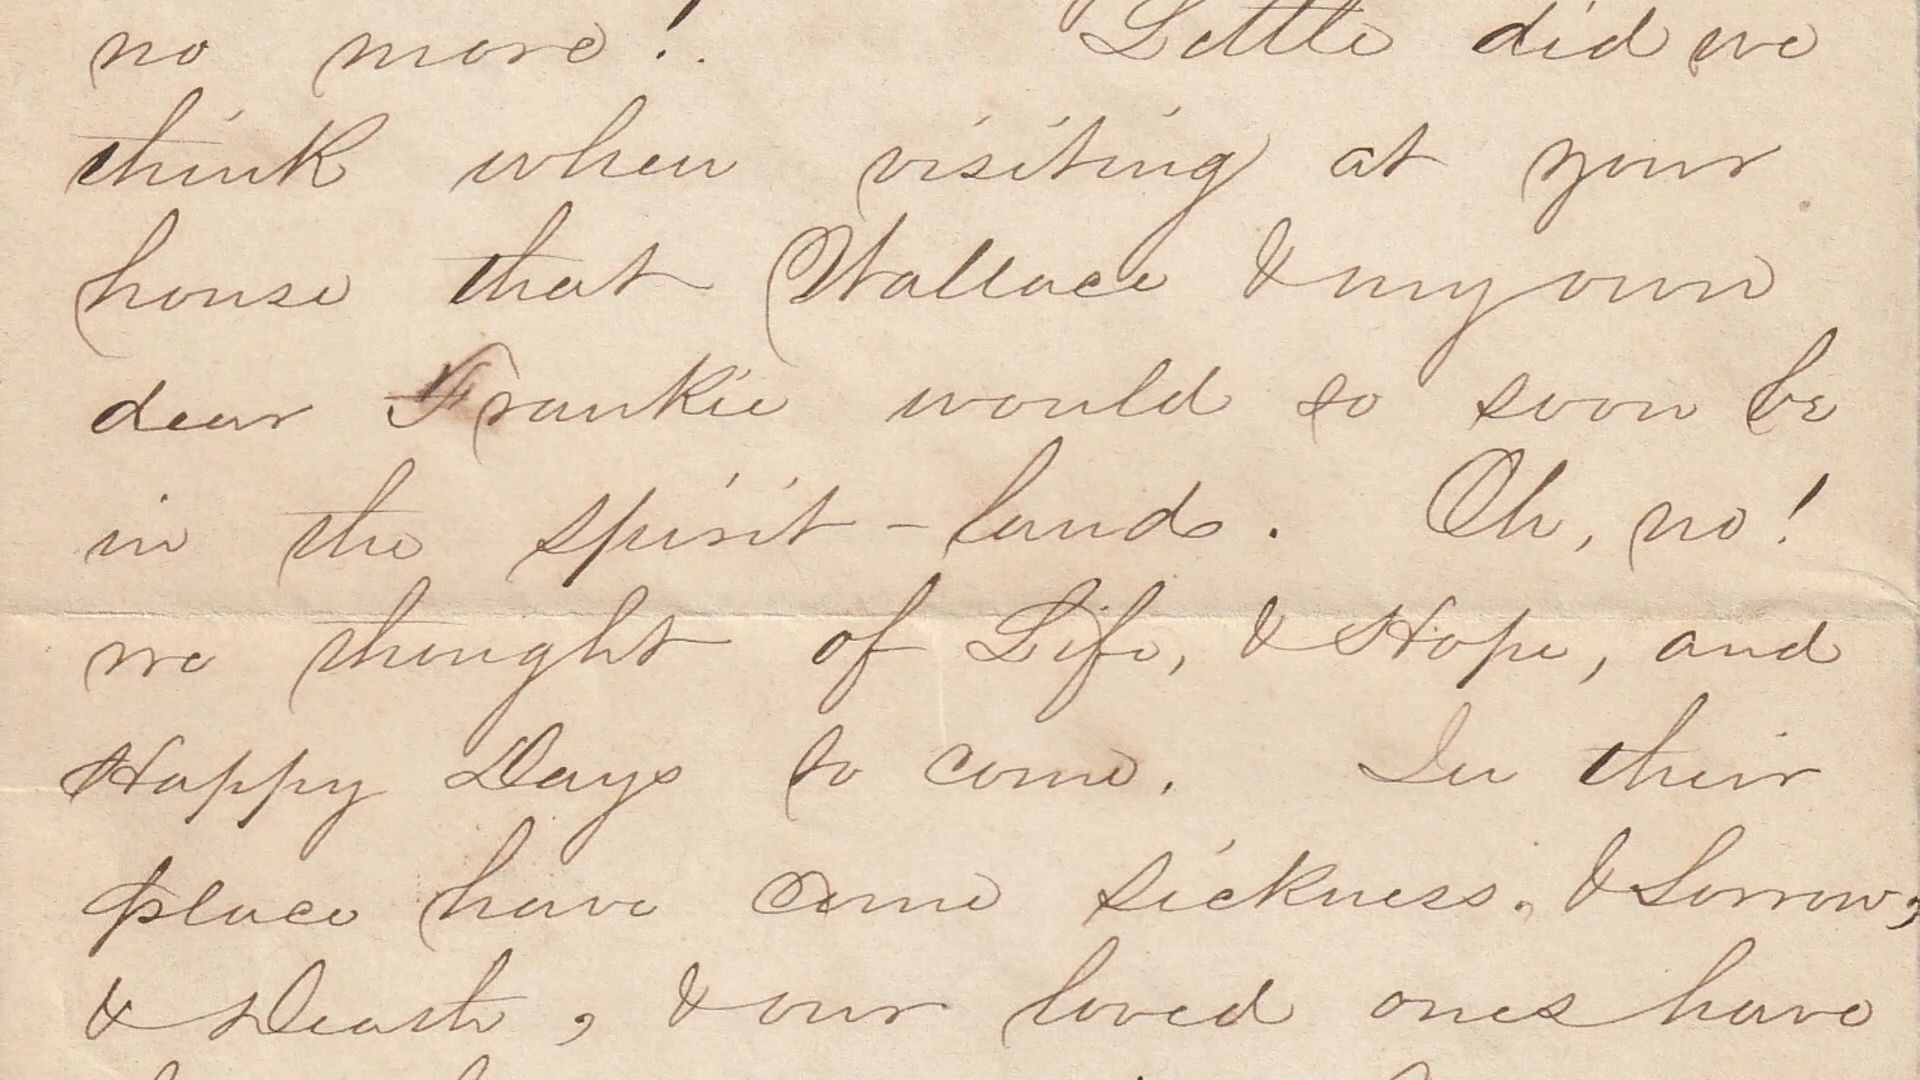 no more! Little did we
think when visiting at your
house that Wallace & my own
dear Frankie would so soon be
in the spirit-land. Oh, no!
we thought of Life, & Hope, and
Happy Days to come. In their
place have come sickness, & Sorrow,
& Death, & our loved ones have